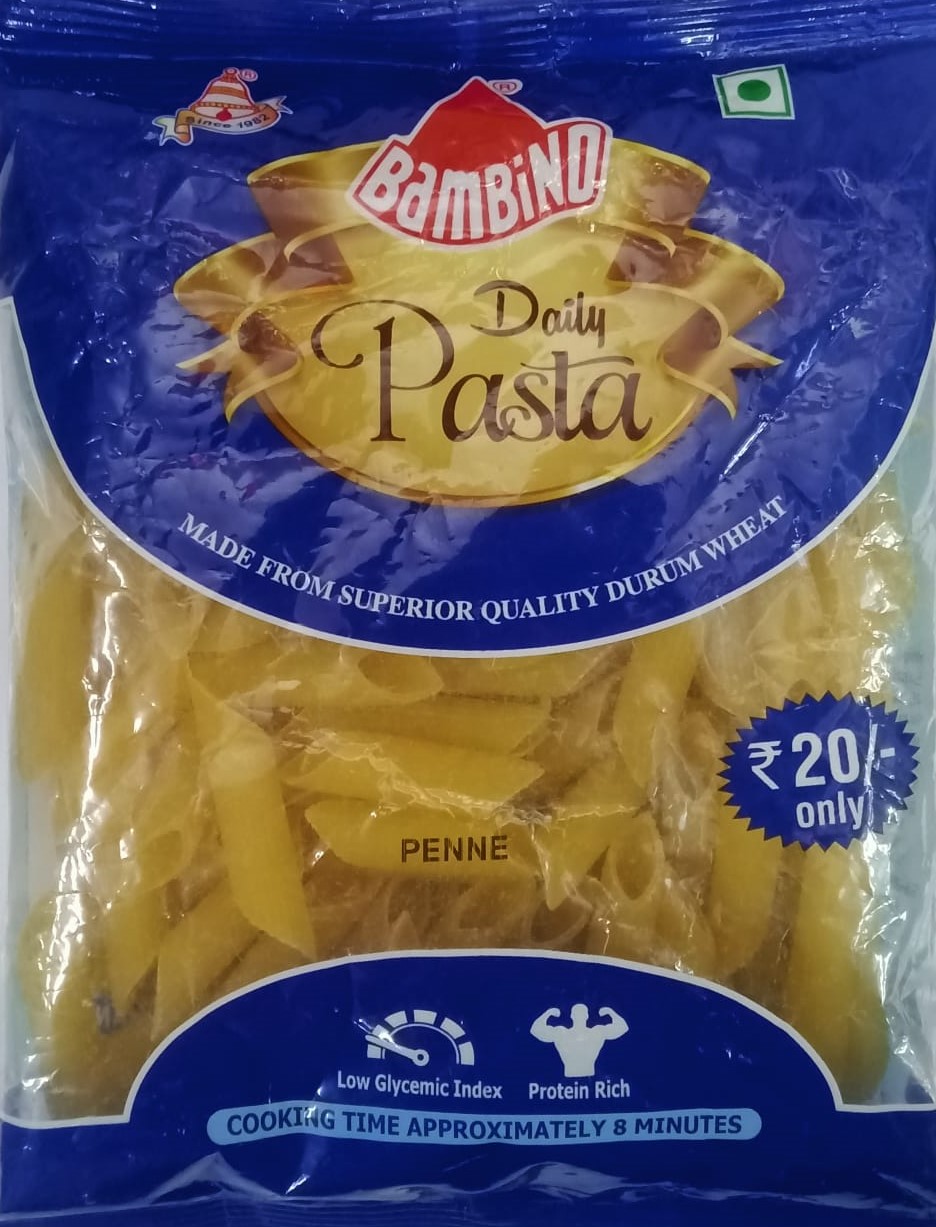 Since 1982
BAMBINO
Daily
Pasta
MADE FROM SUPERIOR QUALITY DURUM WHEAT
₹ 20/-
only
PENNE
Low Glycemic Index
Protein Rich
COOKING TIME APPROXIMATELY 8 MINUTES